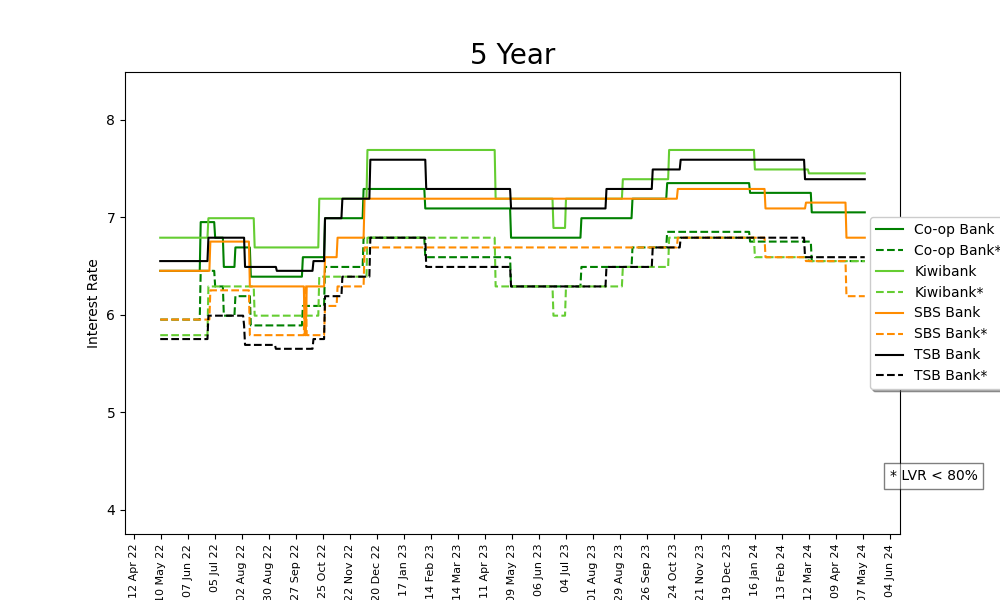 5 Year
Interest Rate
8
7
6
5
4
Co-op Bank
Co-op Bank*
Kiwibank
Kiwibank*
SBS Bank
SBS Bank*
TSB Bank
TSB Bank*
* LVR < 80%
12 Apr 22
10 May 22
07 Jun 22
05 Jul 22
02 Aug 22
30 Aug 22
27 Sep 22
25 Oct 22
22 Nov 22
20 Dec 22
17 Jan 23
14 Feb 23
14 Mar 23
11 Apr 23
09 May 23
06 Jun 23
04 Jul 23
01 Aug 23
29 Aug 23
26 Sep 23
24 Oct 23
21 Nov 23
19 Dec 23
16 Jan 24
13 Feb 24
12 Mar 24
09 Apr 24
07 May 24
04 Jun 24